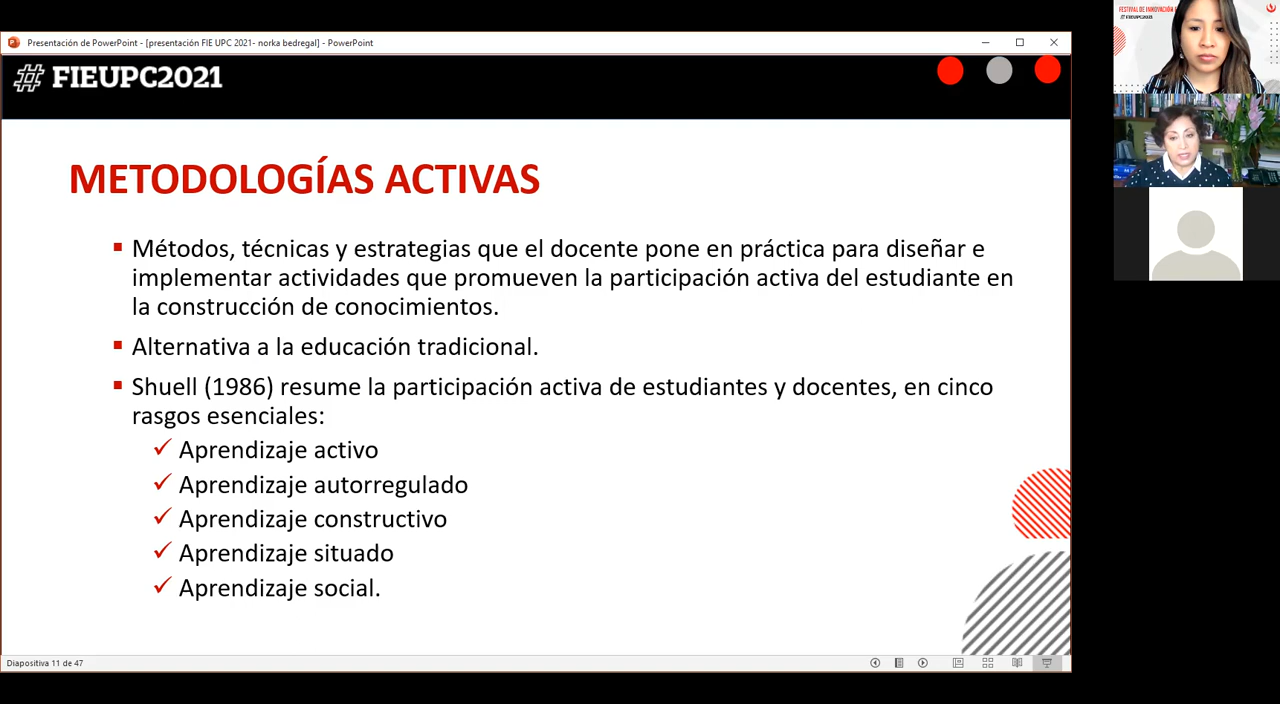 Presentación de PowerPoint - [presentación FIE UPC 2021- norka bedregal] - PowerPoint
# FIEUPC2021
METODOLOGÍAS ACTIVAS
Métodos, técnicas y estrategias que el docente pone en práctica para diseñar e
implementar actividades que promueven la participación activa del estudiante en
la construcción de conocimientos.
Alternativa a la educación tradicional.
Shuell (1986) resume la participación activa de estudiantes y docentes, en cinco
rasgos esenciales:
Aprendizaje activo
Aprendizaje autorregulado
Aprendizaje constructivo
Aprendizaje situado
Aprendizaje social.
Diapositiva 11 de 47
FESTIVAL DE INNOVACIÓN
# FIEUPC2021